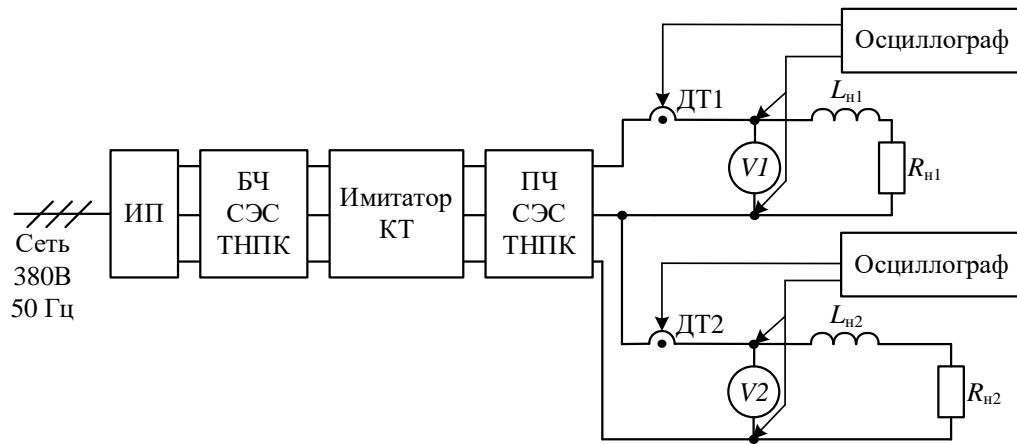 Осциллограф
ДТ1
Lн1
V1
Rн1
ИП
БЧ
СЭС
ТНПК
Имитатор
КТ
ПЧ
СЭС
ТНПК
Сеть
380В
50 Гц
Осциллограф
ДТ2
Lн2
V2
Rн2